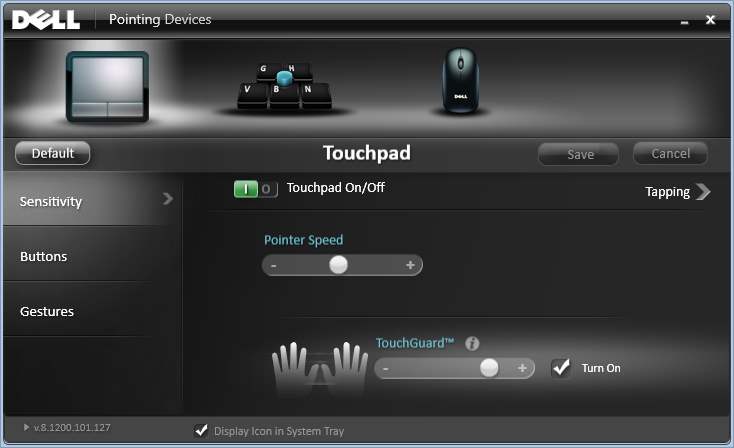 DELL
Pointing Devices
G H
V B N
DELL
Default
Touchpad
Save
Cancel
Sensitivity
I O Touchpad On/Off
Tapping
Pointer Speed
- +
Buttons
Gestures
TouchGuard™ i
- +
Turn On
v.8.1200.101.127
Display Icon in System Tray